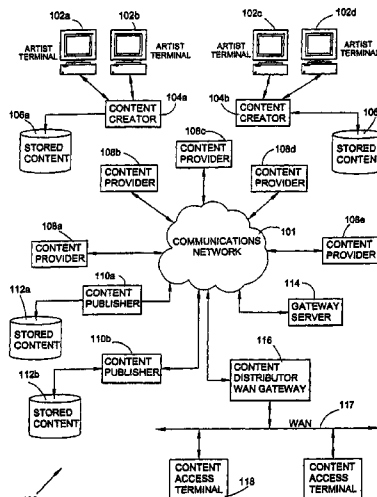 102a
102b
102c
102d
ARTIST TERMINAL
ARTIST TERMINAL
ARTIST TERMINAL
ARTIST TERMINAL
106a
CONTENT CREATOR
104a
104b
CONTENT CREATOR
STORED CONTENT
108c
STORED CONTENT
108b
CONTENT PROVIDER
108d
CONTENT PROVIDER
CONTENT PROVIDER
101
108a
COMMUNICATIONS NETWORK
108e
CONTENT PROVIDER
CONTENT PROVIDER
110a
112a
CONTENT PUBLISHER
114
GATEWAY SERVER
STORED CONTENT
110b
112b
CONTENT PUBLISHER
116
CONTENT DISTRIBUTOR WAN GATEWAY
STORED CONTENT
WAN
117
CONTENT ACCESS TERMINAL
118
CONTENT ACCESS TERMINAL